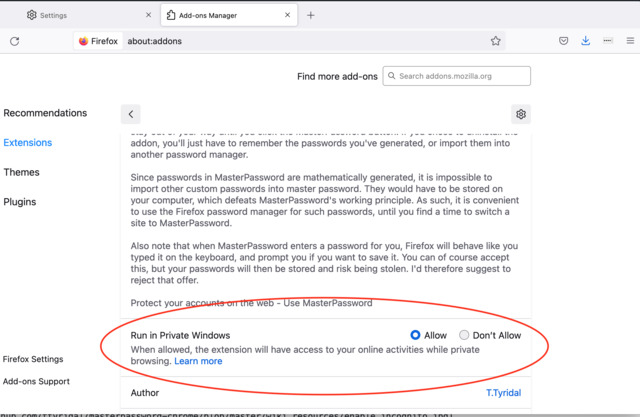 Settings
Add-ons Manager
Firefox
about:addons
Find more add-ons
Search addons.mozilla.org
Recommendations
Extensions
Themes
Plugins
addon, you'll just have to remember the passwords you've generated, or import them into
another password manager.
Since passwords in MasterPassword are mathematically generated, it is impossible to
import other custom passwords into master password. They would have to be stored on
your computer, which defeats MasterPassword's working principle. As such, it is convenient
to use the Firefox password manager for such passwords, until you find a time to switch a
site to MasterPassword.
Also note that when MasterPassword enters a password for you, Firefox will behave like you
typed it on the keyboard, and prompt you if you want to save it. You can of course accept
this, but your passwords will then be stored and risk being stolen. I'd therefore suggest to
reject that offer.
Protect your accounts on the web - Use MasterPassword
Run in Private Windows
Allow
Don't Allow
When allowed, the extension will have access to your online activities while private
browsing. Learn more
Firefox Settings
Add-ons Support
Author
T.Tyridal